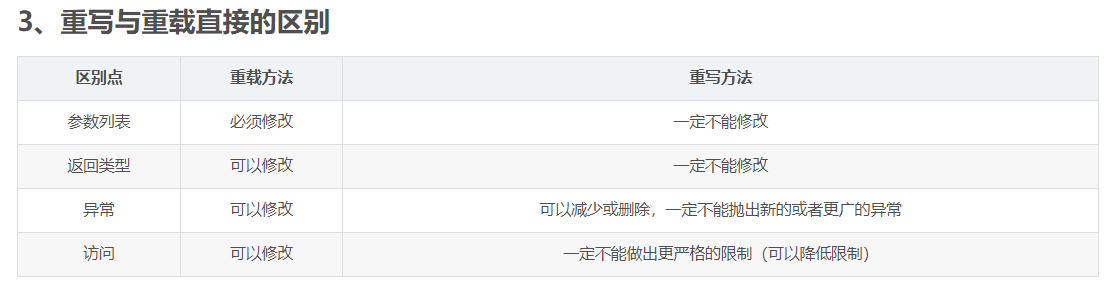 3、重写与重载直接的区别
区别点 重载方法 重写方法
参数列表 必须修改 一定不能修改
返回类型 可以修改 一定不能修改
异常 可以修改 可以减少或删除，一定不能抛出新的或者更广的异常
访问 可以修改 一定不能做出更严格的限制（可以降低限制）